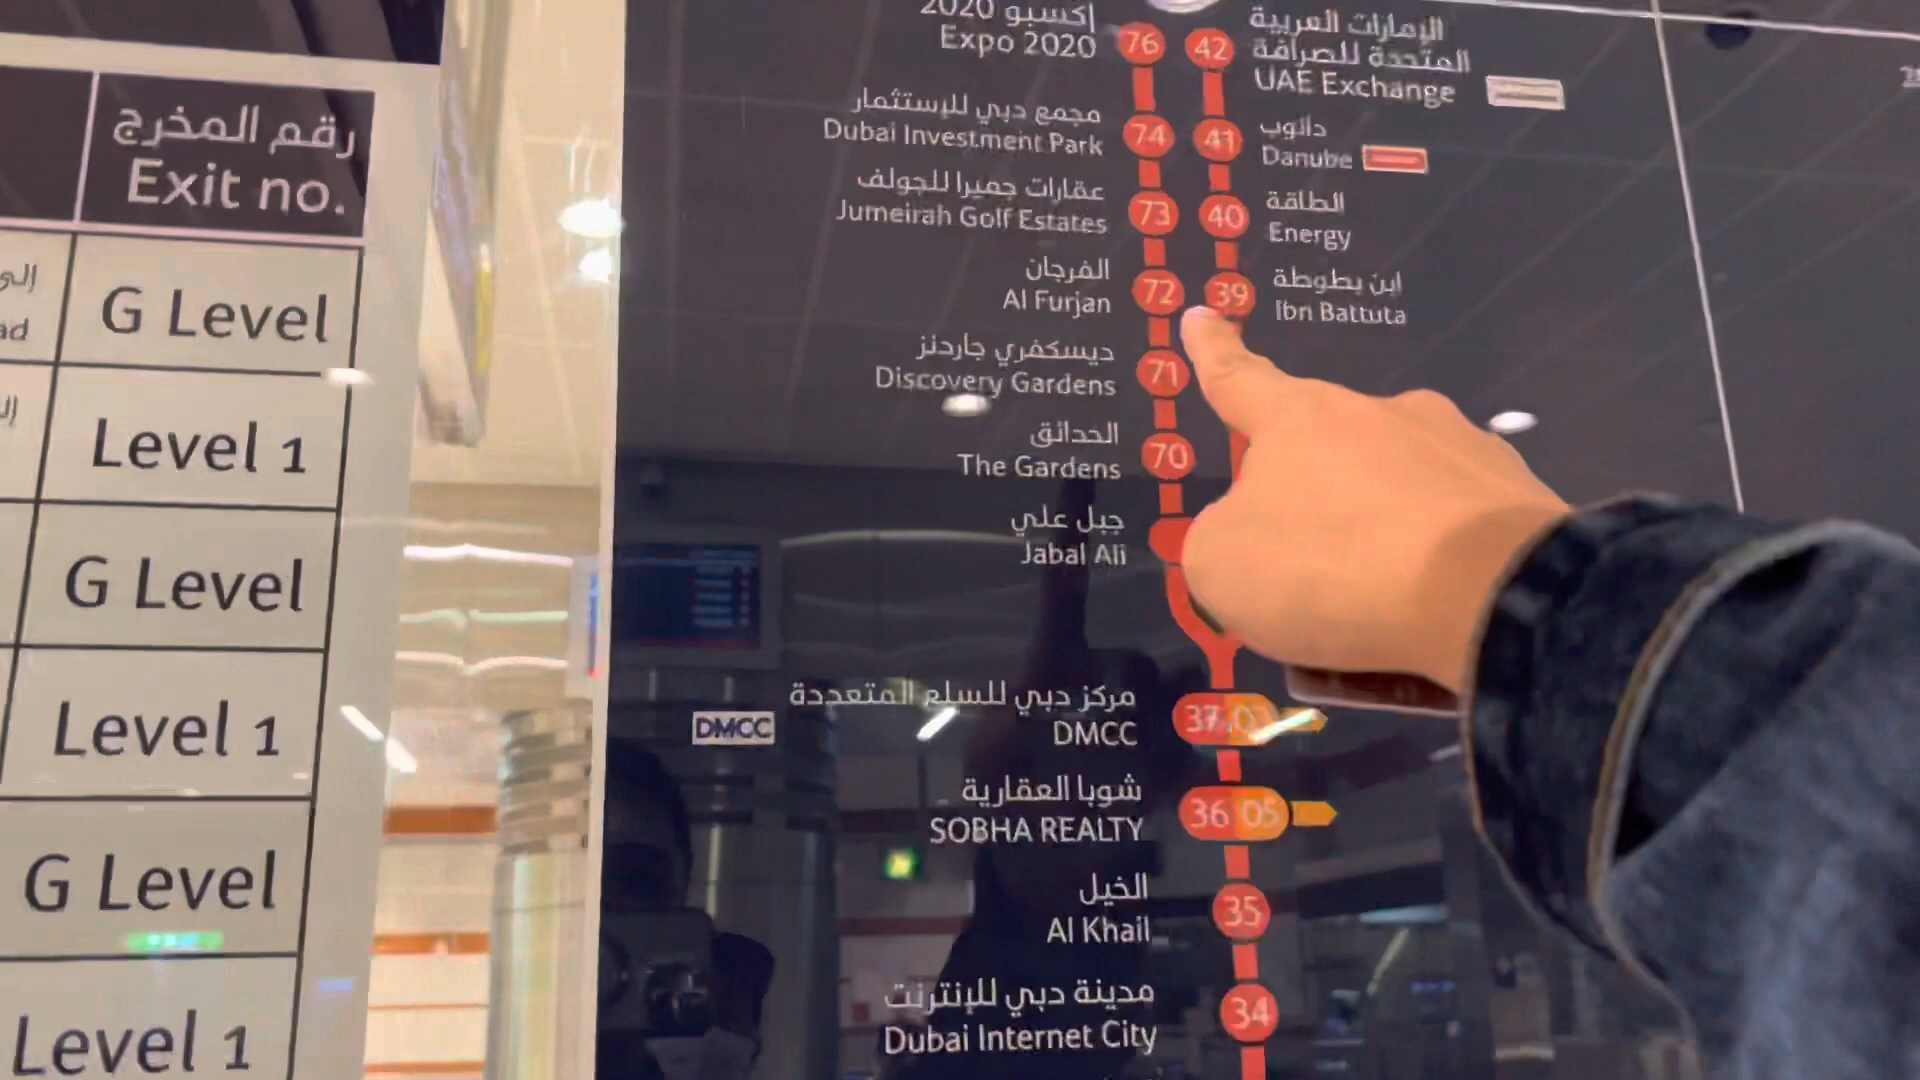 رقم المخرج
Exit no.
G Level
Level 1
G Level
Level 1
G Level
Level 1
إكسبو 2020
Expo 2020
76
مجمع دبي للإستثمار
Dubai Investment Park
74
عقارات جميرا للجولف
Jumeirah Golf Estates
73
الفرجان
Al Furjan
72
ديسكفري جاردنز
Discovery Gardens
71
الحدائق
The Gardens
70
جبل علي
Jabal Ali
42
الإمارات العربية
المتحدة للصرافة
UAE Exchange
41
دانوب
Danube
40
الطاقة
Energy
39
ابن بطوطة
Ibn Battuta
مركز دبي للسلع المتعددة
DMCC
DMCC
37
شوبا العقارية
SOBHA REALTY
36 05
الخيل
Al Khail
35
مدينة دبي للإنترنت
Dubai Internet City
34